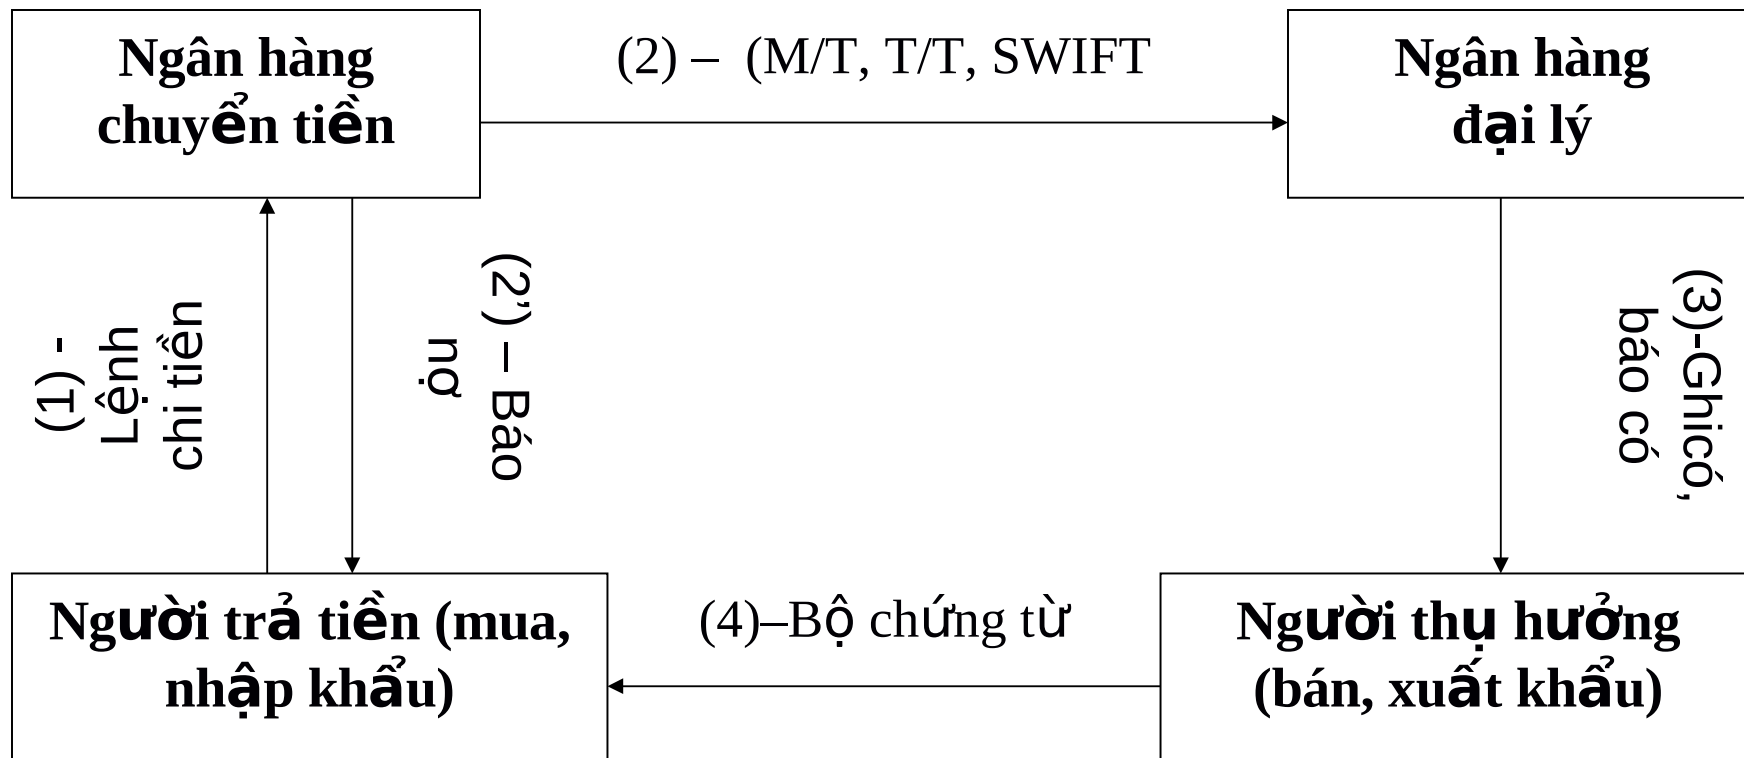 Ngân hàng
chuyển tiền
(2) – (M/T, T/T, SWIFT
Ngân hàng
đại lý
(1) -
Lệnh
chi tiền
(2’) – Báo
nợ
(3)-Ghicó,
báo có
Người trả tiền (mua,
nhập khẩu)
(4)–Bộ chứng từ
Người thụ hưởng
(bán, xuất khẩu)